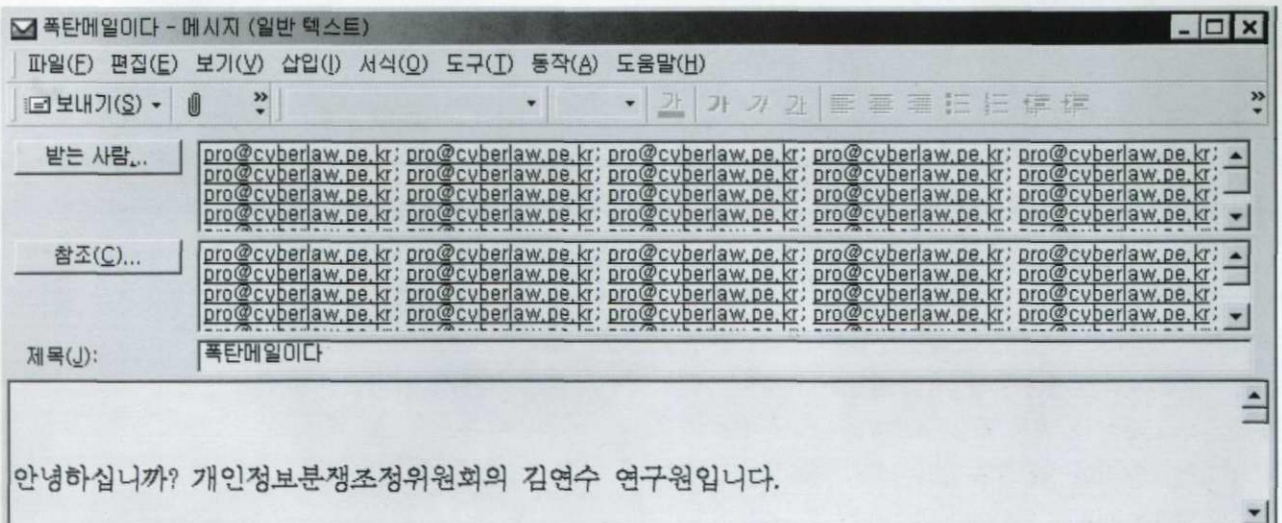 폭탄메일이다 - 메시지 (일반 텍스트)
파일(F) 편집(E) 보기(V) 삽입(I) 서식(O) 도구(T) 동작(A) 도움말(H)
보내기(S) 가 가 가 간
받는 사람... pro@cyberlaw.pe.kr; pro@cyberlaw.pe.kr; pro@cyberlaw.pe.kr; pro@cyberlaw.pe.kr; pro@cyberlaw.pe.kr;
pro@cyberlaw.pe.kr; pro@cyberlaw.pe.kr; pro@cyberlaw.pe.kr; pro@cyberlaw.pe.kr; pro@cyberlaw.pe.kr;
pro@cyberlaw.pe.kr; pro@cyberlaw.pe.kr; pro@cyberlaw.pe.kr; pro@cyberlaw.pe.kr; pro@cyberlaw.pe.kr;
pro@cyberlaw.pe.kr; pro@cyberlaw.pe.kr; pro@cyberlaw.pe.kr; pro@cyberlaw.pe.kr; pro@cyberlaw.pe.kr;
참조(C)... pro@cyberlaw.pe.kr; pro@cyberlaw.pe.kr; pro@cyberlaw.pe.kr; pro@cyberlaw.pe.kr; pro@cyberlaw.pe.kr;
pro@cyberlaw.pe.kr; pro@cyberlaw.pe.kr; pro@cyberlaw.pe.kr; pro@cyberlaw.pe.kr; pro@cyberlaw.pe.kr;
pro@cyberlaw.pe.kr; pro@cyberlaw.pe.kr; pro@cyberlaw.pe.kr; pro@cyberlaw.pe.kr; pro@cyberlaw.pe.kr;
pro@cyberlaw.pe.kr; pro@cyberlaw.pe.kr; pro@cyberlaw.pe.kr; pro@cyberlaw.pe.kr; pro@cyberlaw.pe.kr;
제목(J): 폭탄메일이다
안녕하십니까? 개인정보분쟁조정위원회의 김연수 연구원입니다.